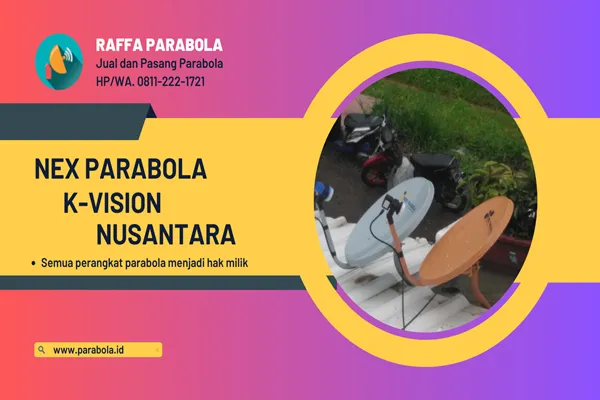 RAFFA PARABOLA
Jual dan Pasang Parabola
HP/WA. 0811-222-1721
NEX PARABOLA
K-VISION
NUSANTARA
• Semua perangkat parabola menjadi hak milik
www.parabola.id